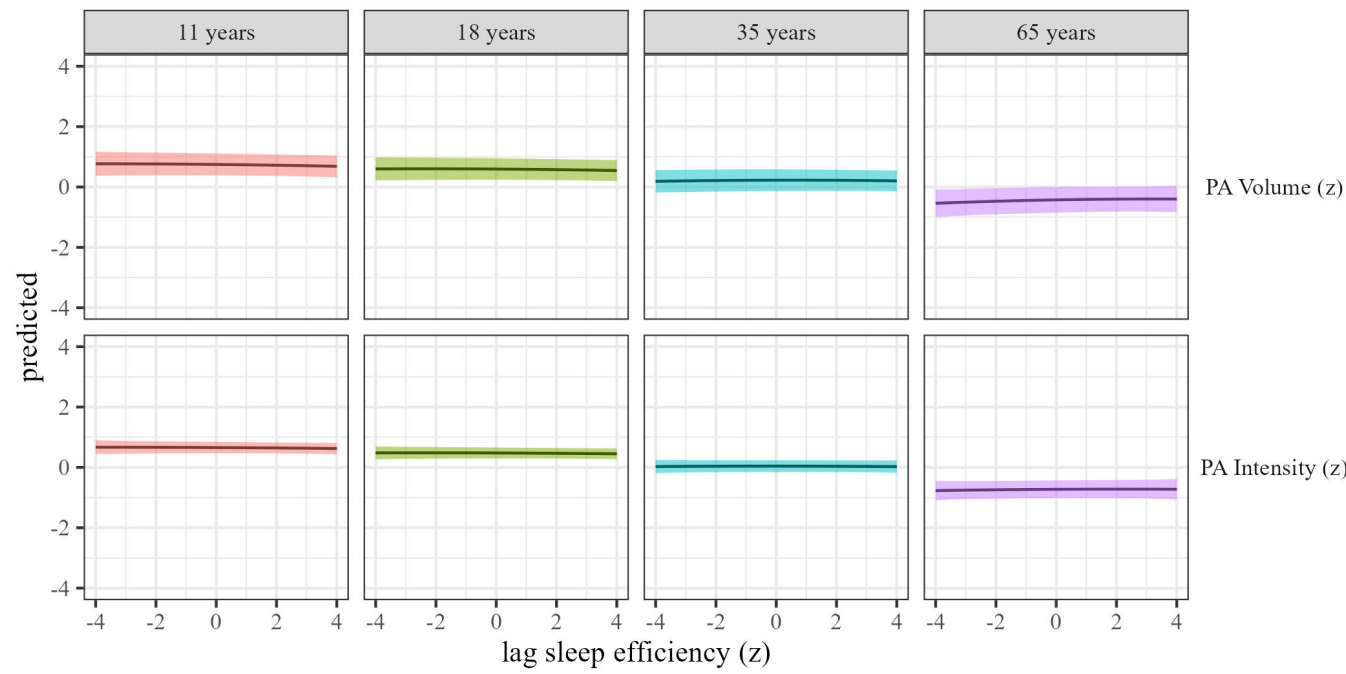 11 years 18 years 35 years 65 years
4
2
0
-2
-4
PA Volume (z)
predicted
4
2
0
-2
-4
PA Intensity (z)
-4 -2 0 2 4 -4 -2 0 2 4 -4 -2 0 2 4 -4 -2 0 2 4
lag sleep efficiency (z)